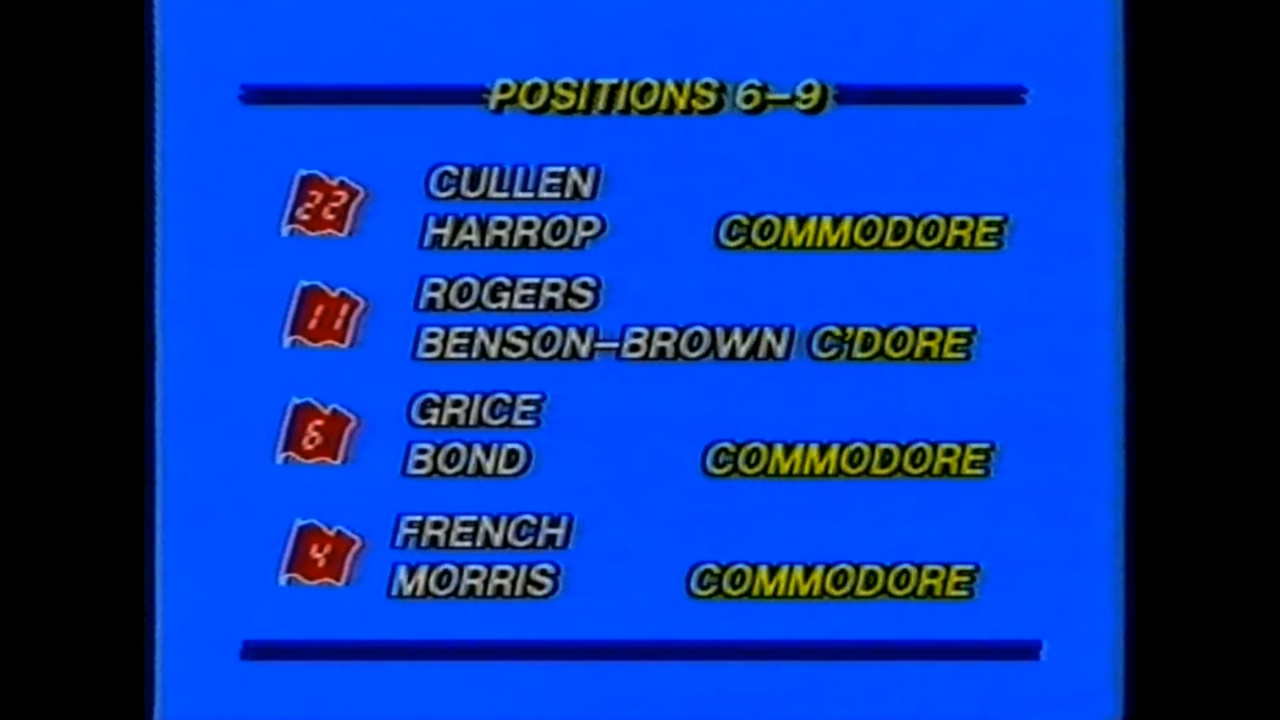 POSITIONS 6–9
22 CULLEN
HARROP COMMODORE
11 ROGERS
BENSON–BROWN C'DORE
6 GRICE
BOND COMMODORE
4 FRENCH
MORRIS COMMODORE